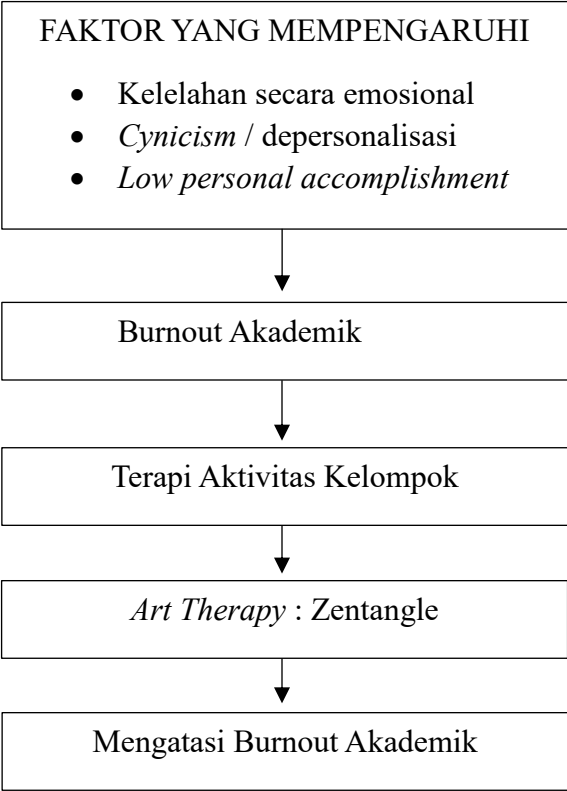 FAKTOR YANG MEMPENGARUHI
• Kelelahan secara emosional
• Cynicism / depersonalisasi
• Low personal accomplishment
Burnout Akademik
Terapi Aktivitas Kelompok
Art Therapy : Zentangle
Mengatasi Burnout Akademik